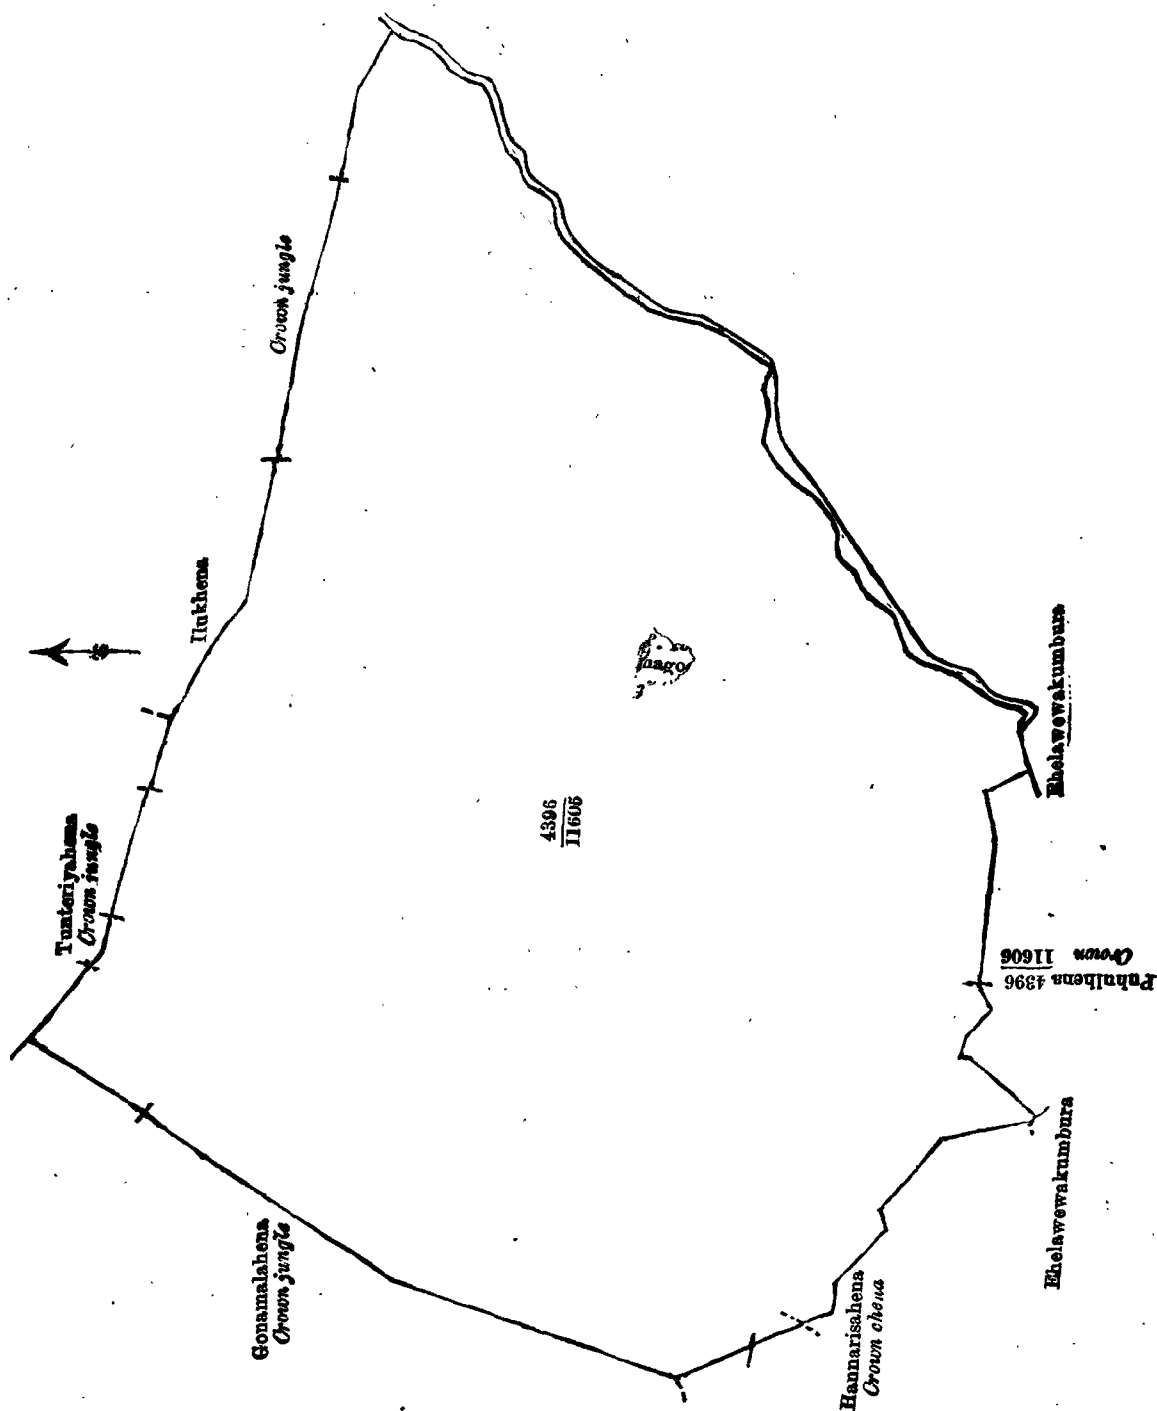 Crown jungle
Ilukhena
Tunteriyahena
Crown jungle
Gonamalahena
Crown jungle
4396
11605
Ehelawewakumbura
Puhulhena 4396
11606
Crown
Ehelawewakumbura
Hannarisahena
Crown chena